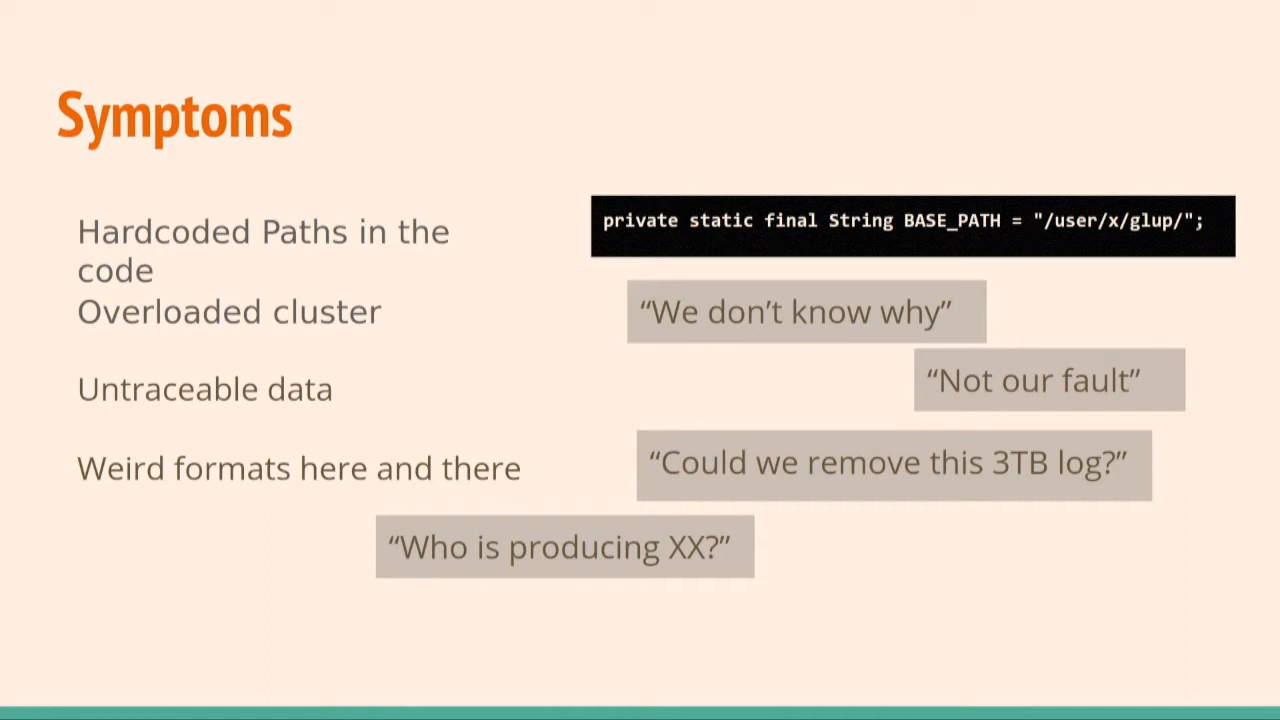 Symptoms
Hardcoded Paths in the
code
private static final String BASE_PATH = "/user/x/glup/";
Overloaded cluster
“We don’t know why”
Untraceable data
“Not our fault”
Weird formats here and there
“Could we remove this 3TB log?”
“Who is producing XX?”